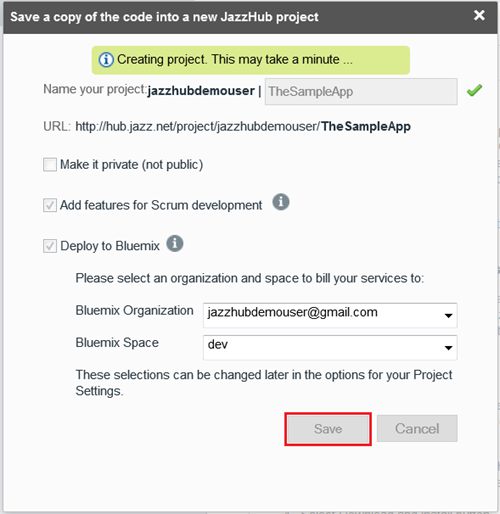 Save a copy of the code into a new JazzHub project
Creating project. This may take a minute ...
Name your project:jazzhubdemouser | TheSampleApp
URL: http://hub.jazz.net/project/jazzhubdemouser/TheSampleApp
Make it private (not public)
Add features for Scrum development
Deploy to Bluemix
Please select an organization and space to bill your services to:
Bluemix Organization jazzhubdemouser@gmail.com
Bluemix Space dev
These selections can be changed later in the options for your Project
Settings.
Save Cancel